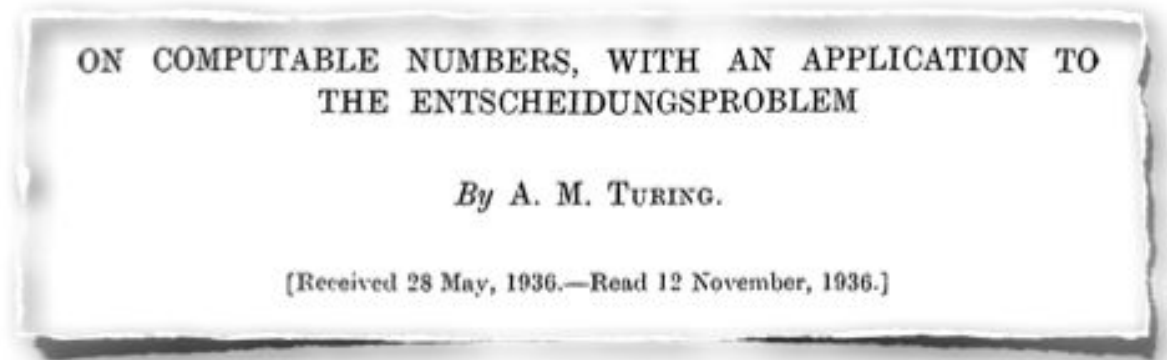 ON COMPUTABLE NUMBERS, WITH AN APPLICATION TO
THE ENTSCHEIDUNGSPROBLEM
By A. M. TURING.
[Received 28 May, 1936.—Read 12 November, 1936.]